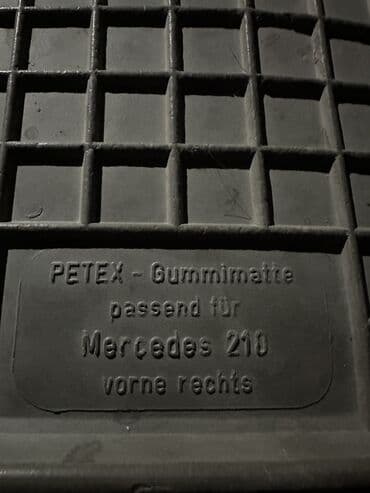 PETEX - Gummimatte
passend für
Mercedes 210
vorne rechts